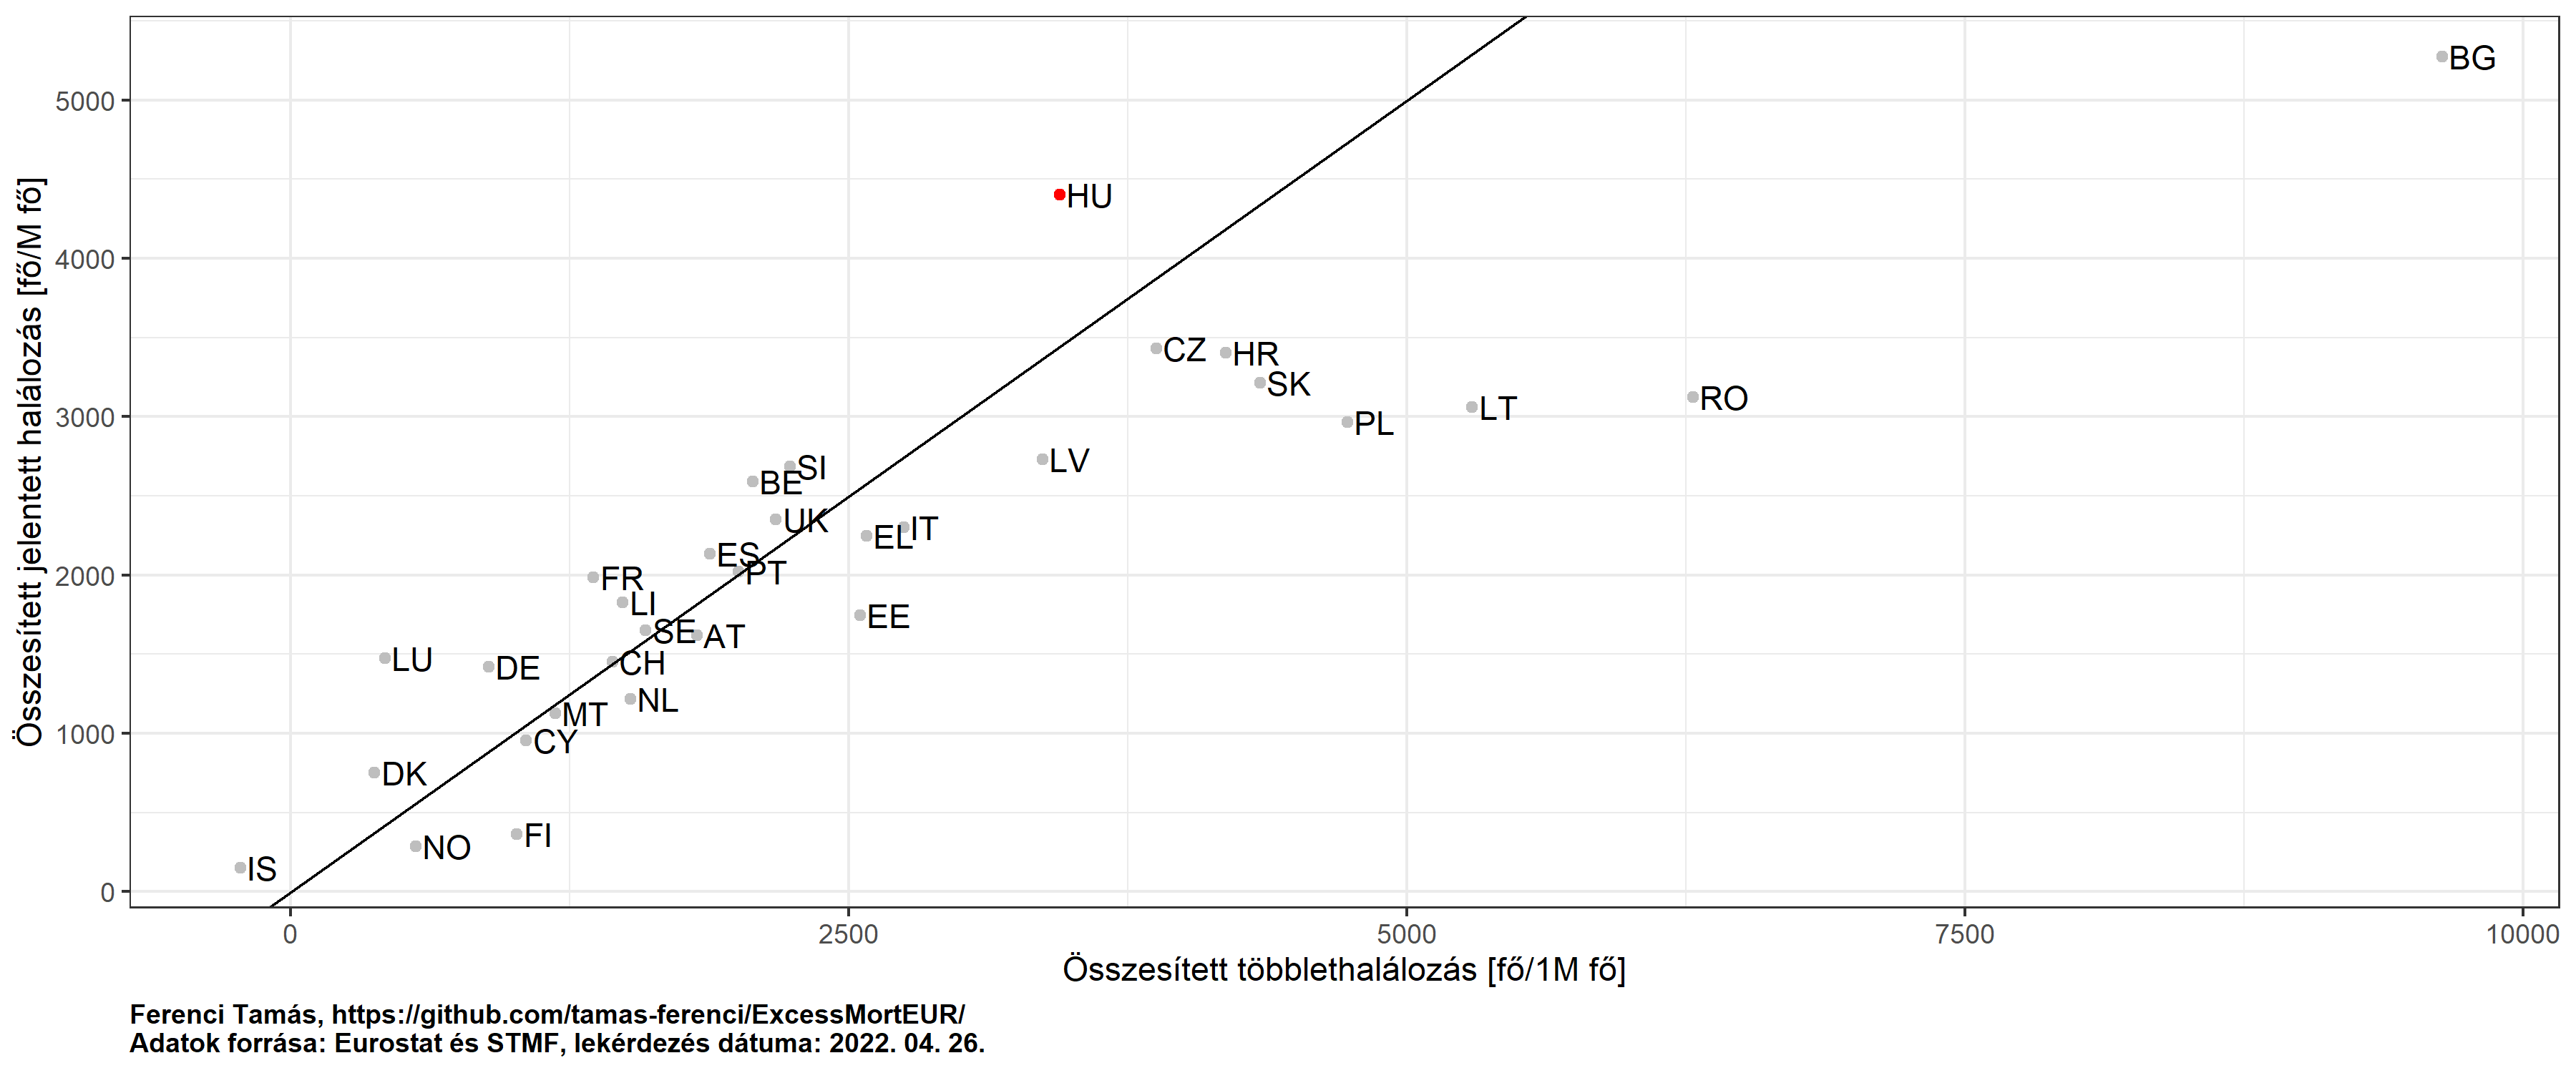 Összesített jelentett halálozás [fő/M fő]
5000
4000
3000
2000
1000
0
BG
HU
CZ
HR
SK
RO
LT
PL
LV
SI
BE
UK
IT
EL
ES
PT
FR
LI
EE
SE
AT
LU
CH
DE
NL
MT
CY
DK
FI
NO
IS
0 2500 5000 7500 10000
Összesített többlethalálozás [fő/1M fő]
Ferenci Tamás, https://github.com/tamas-ferenci/ExcessMortEUR/
Adatok forrása: Eurostat és STMF, lekérdezés dátuma: 2022. 04. 26.